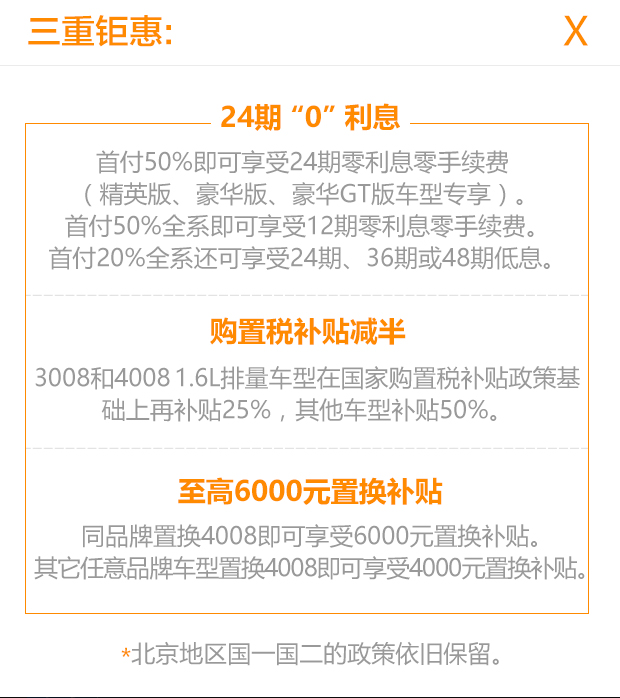 三重钜惠:
X
24期 “0” 利息
首付50%即可享受24期零利息零手续费
（精英版、豪华版、豪华GT版车型专享）。
首付50%全系即可享受12期零利息零手续费。
首付20%全系还可享受24期、36期或48期低息。
购置税补贴减半
3008和4008 1.6L排量车型在国家购置税补贴政策基
础上再补贴25%，其他车型补贴50%。
至高6000元置换补贴
同品牌置换4008即可享受6000元置换补贴。
其它任意品牌车型置换4008即可享受4000元置换补贴。
*北京地区国一国二的政策依旧保留。